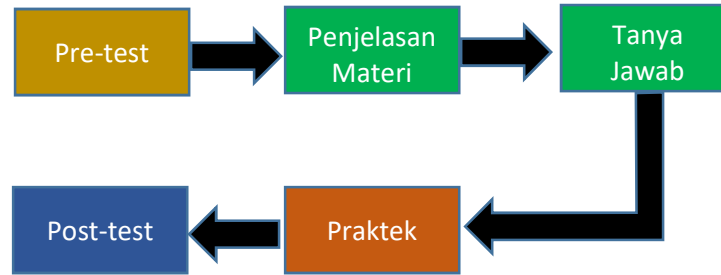 Pre-test
Penjelasan
Materi
Tanya
Jawab
Praktek
Post-test